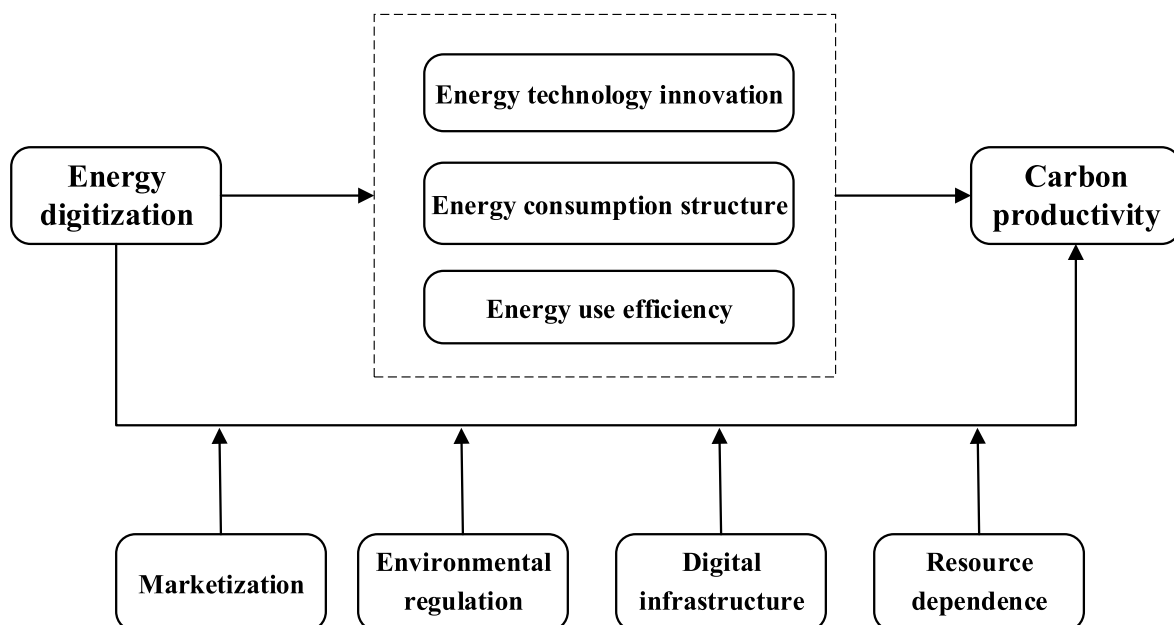 Energy technology innovation
Energy
digitization
Energy consumption structure
Carbon
productivity
Energy use efficiency
Marketization
Environmental
regulation
Digital
infrastructure
Resource
dependence